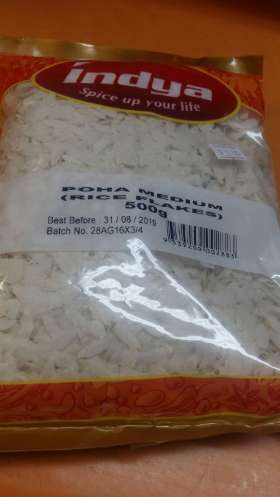 indya
Spice up your life
POHA MEDIUM
(RICE FLAKES)
500g
Best Before 31 / 08 / 2019
Batch No. 28AG16X3/4